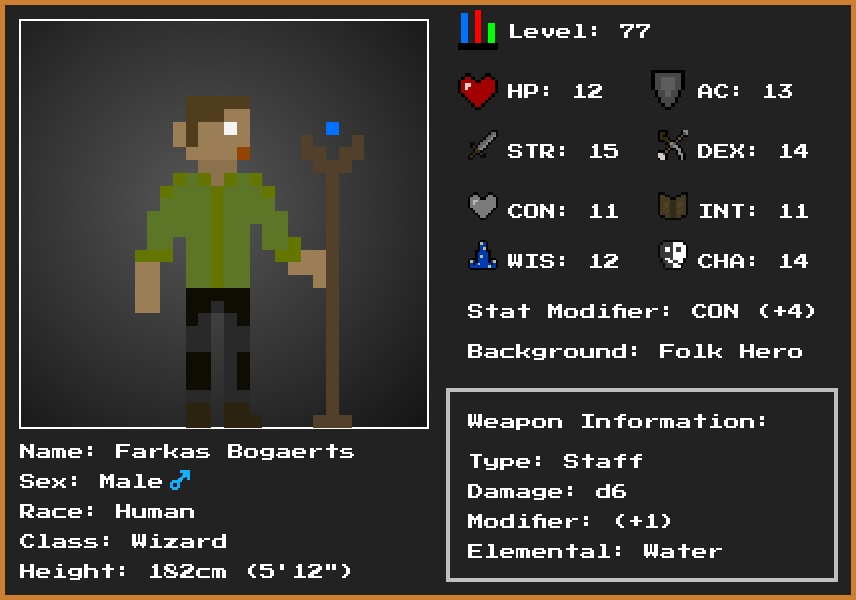 Level: 77
HP: 12
AC: 13
STR: 15
DEX: 14
CON: 11
INT: 11
WIS: 12
CHA: 14
Stat Modifier: CON (+4)
Background: Folk Hero
Weapon Information:
Type: Staff
Damage: d6
Modifier: (+1)
Elemental: Water
Name: Farkas Bogaerts
Sex: Male ♂
Race: Human
Class: Wizard
Height: 182cm (5'12")